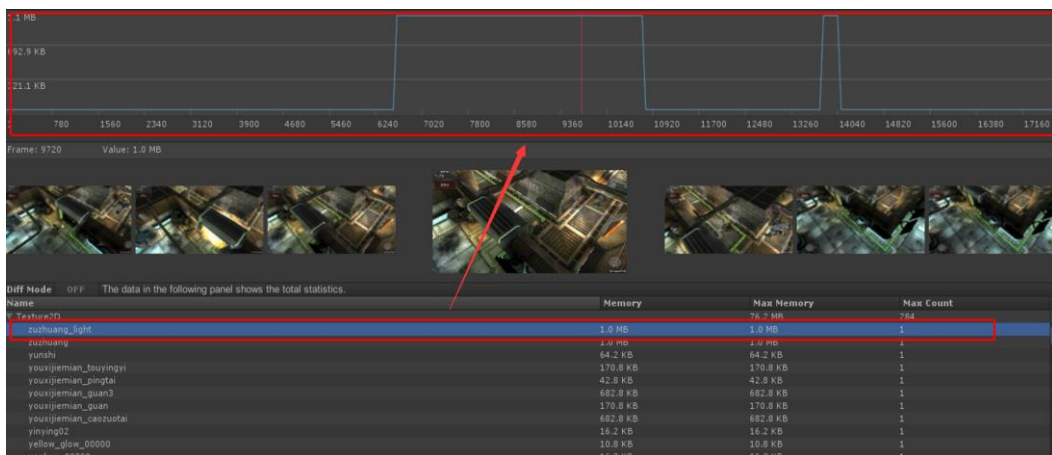 1.1 MB
692.9 KB
221.1 KB
780 1560 2340 3120 3900 4680 5460 6240 7020 7800 8580 9360 10140 10920 11700 12480 13260 14040 14820 15600 16380 17160
Frame: 9720 Value: 1.0 MB
Diff Mode OFF The data in the following panel shows the total statistics.
Name Memory Max Memory Max Count
Texture2D 76.2 MB 284
zuzhuang_light 1.0 MB 1.0 MB 1
zuzhuang 1.0 MB 1.0 MB 1
yunshi 64.2 KB 64.2 KB 1
youxijiemian_touyingyi 170.8 KB 170.8 KB 1
youxijiemian_pingtai 42.8 KB 42.8 KB 1
youxijiemian_guan3 682.8 KB 682.8 KB 1
youxijiemian_guan 170.8 KB 170.8 KB 1
youxijiemian_caozuotai 682.8 KB 682.8 KB 1
yinying02 16.2 KB 16.2 KB 1
yellow_glow_00000 10.8 KB 10.8 KB 1